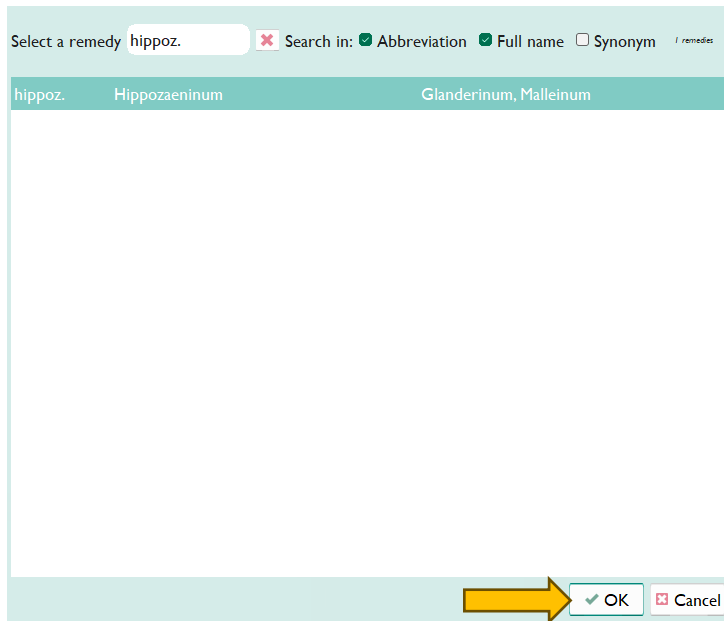 Select a remedy hippoz. Search in: Abbreviation Full name Synonym 1 remedies
hippoz. Hippozaeninum Glanderinum, Malleinum
OK Cancel